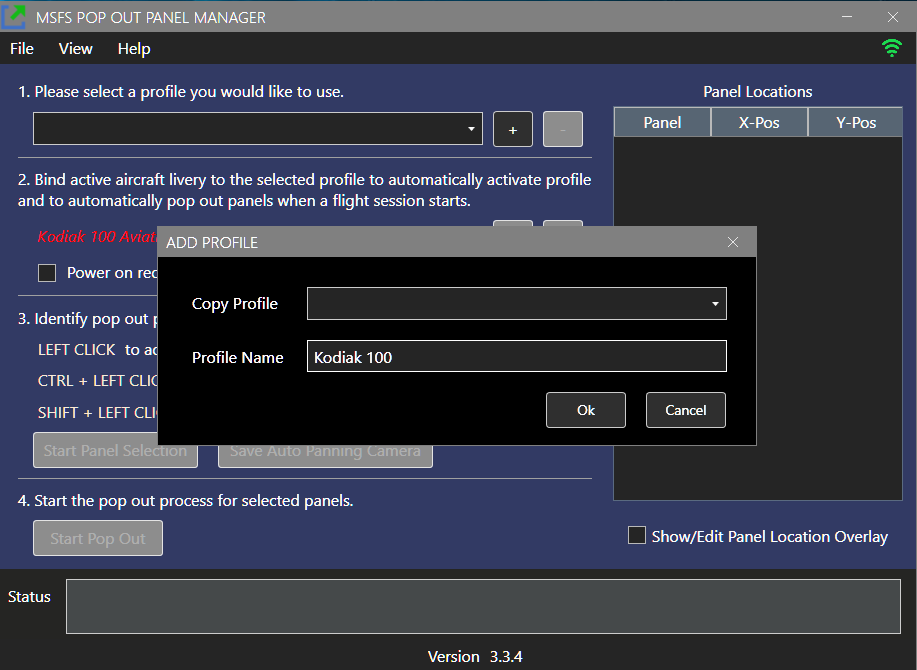 MSFS POP OUT PANEL MANAGER
File View Help
1. Please select a profile you would like to use.
+ -
2. Bind active aircraft livery to the selected profile to automatically activate profile
and to automatically pop out panels when a flight session starts.
Kodiak 100
Power on
3. Identify pop out
LEFT CLICK to
CTRL + LEFT
SHIFT + LEFT
Start Panel Selection Save Auto Panning Camera
4. Start the pop out process for selected panels.
Start Pop Out
Panel Locations
Panel X-Pos Y-Pos
Show/Edit Panel Location Overlay
ADD PROFILE
Copy Profile
Profile Name Kodiak 100
Ok Cancel
Status
Version 3.3.4